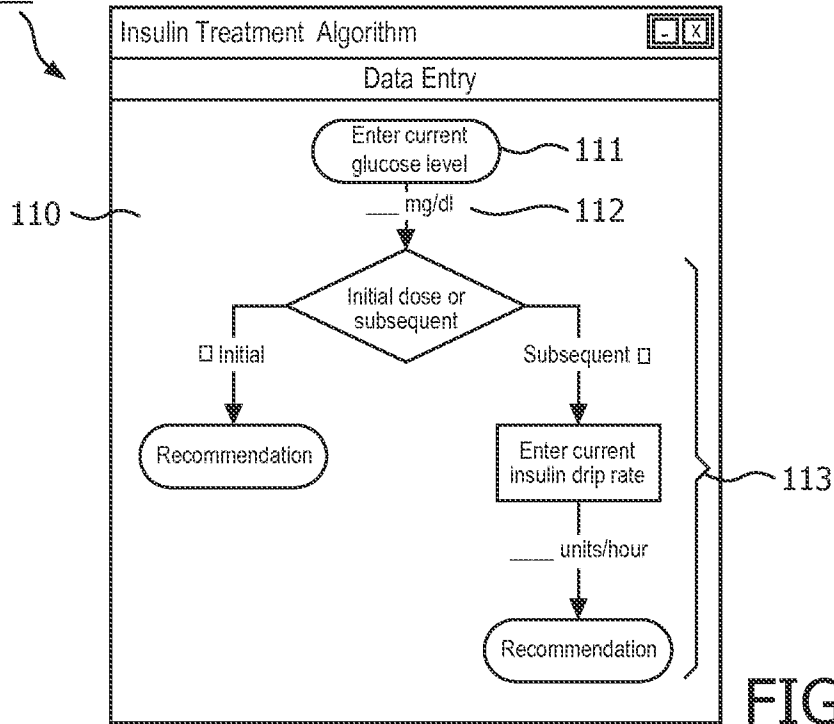 Insulin Treatment Algorithm - X
Data Entry
Enter current
glucose level
111
___ mg/dl
112
110
Initial dose or
subsequent
☐ Initial
Subsequent ☐
Recommendation
Enter current
insulin drip rate
113
____ units/hour
Recommendation
FIG